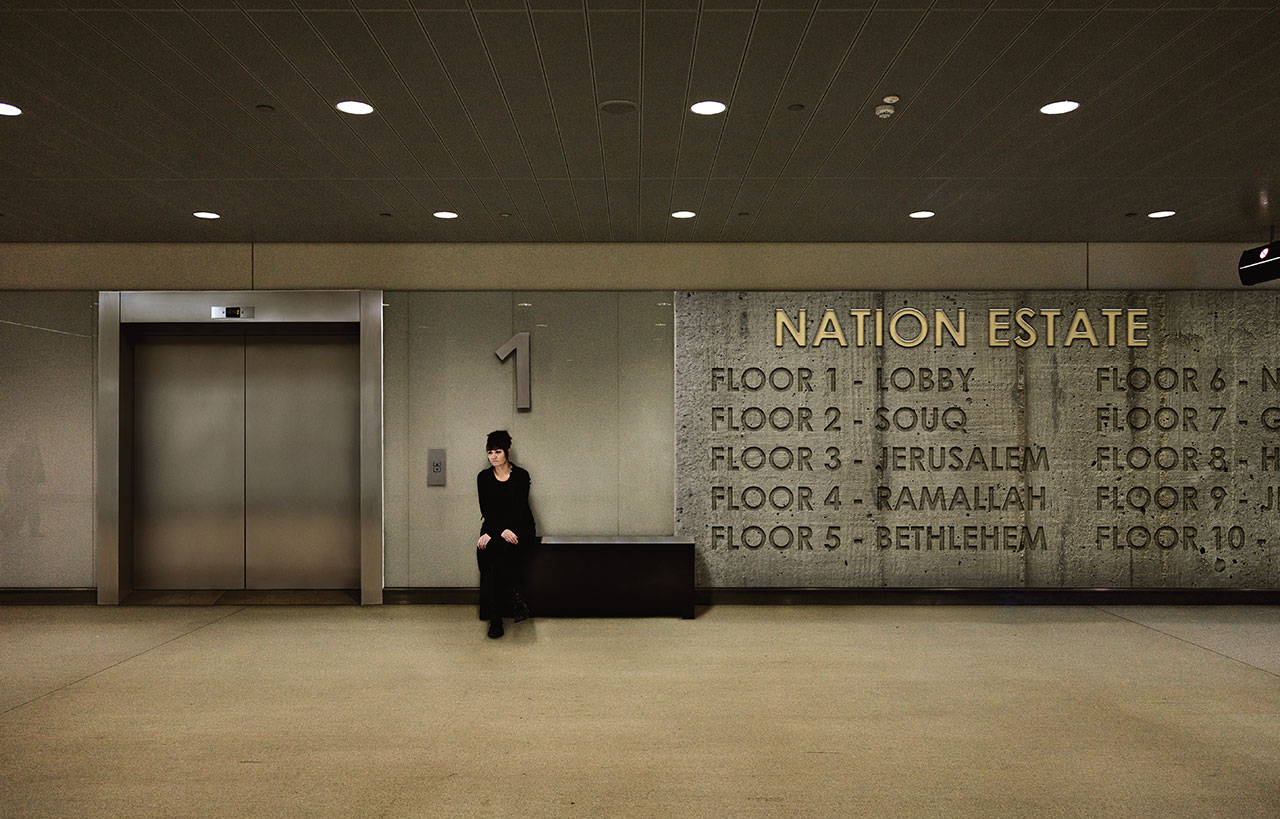 1
NATION ESTATE
FLOOR 1 - LOBBY
FLOOR 2 - SOUQ
FLOOR 3 - JERUSALEM
FLOOR 4 - RAMALLAH
FLOOR 5 - BETHLEHEM
FLOOR 6 - N
FLOOR 7 - G
FLOOR 8 - H
FLOOR 9 - J
FLOOR 10 -